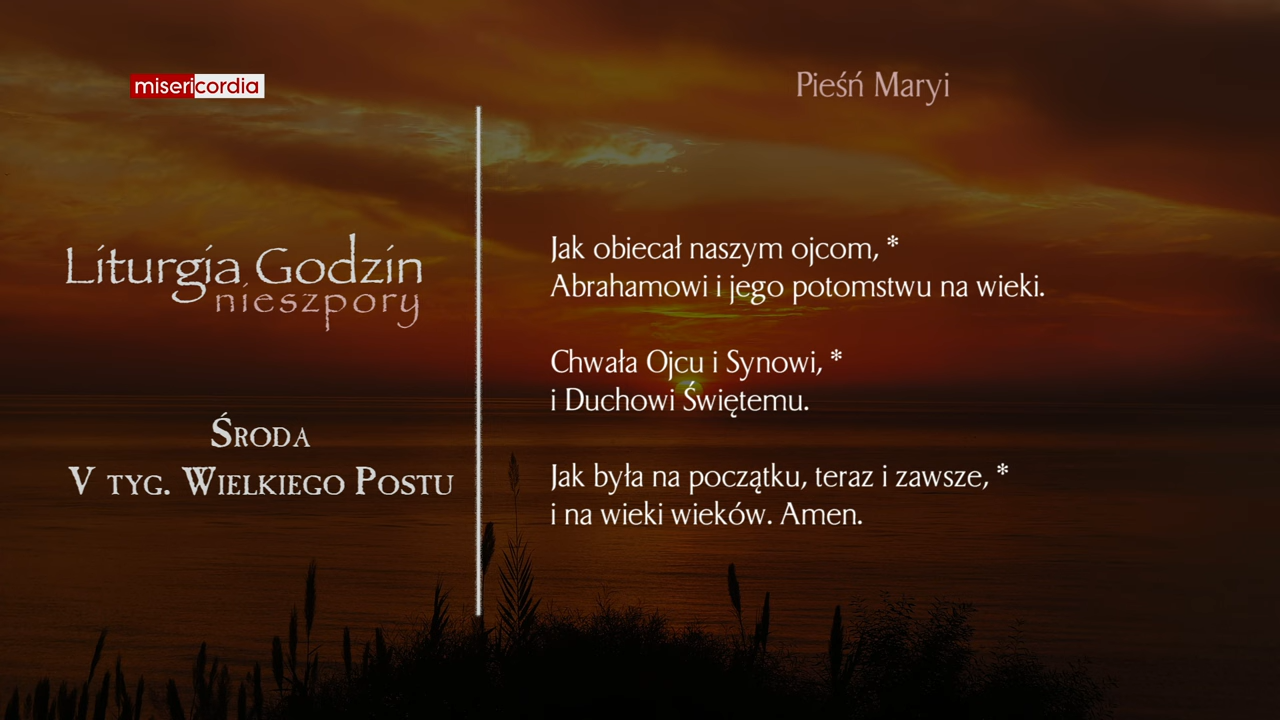 misericordia
Pieśń Maryi
Liturgia Godzin
nieszpory
Środa
V tyg. Wielkiego Postu
Jak obiecał naszym ojcom, *
Abrahamowi i jego potomstwu na wieki.
Chwała Ojcu i Synowi, *
i Duchowi Świętemu.
Jak była na początku, teraz i zawsze, *
i na wieki wieków. Amen.